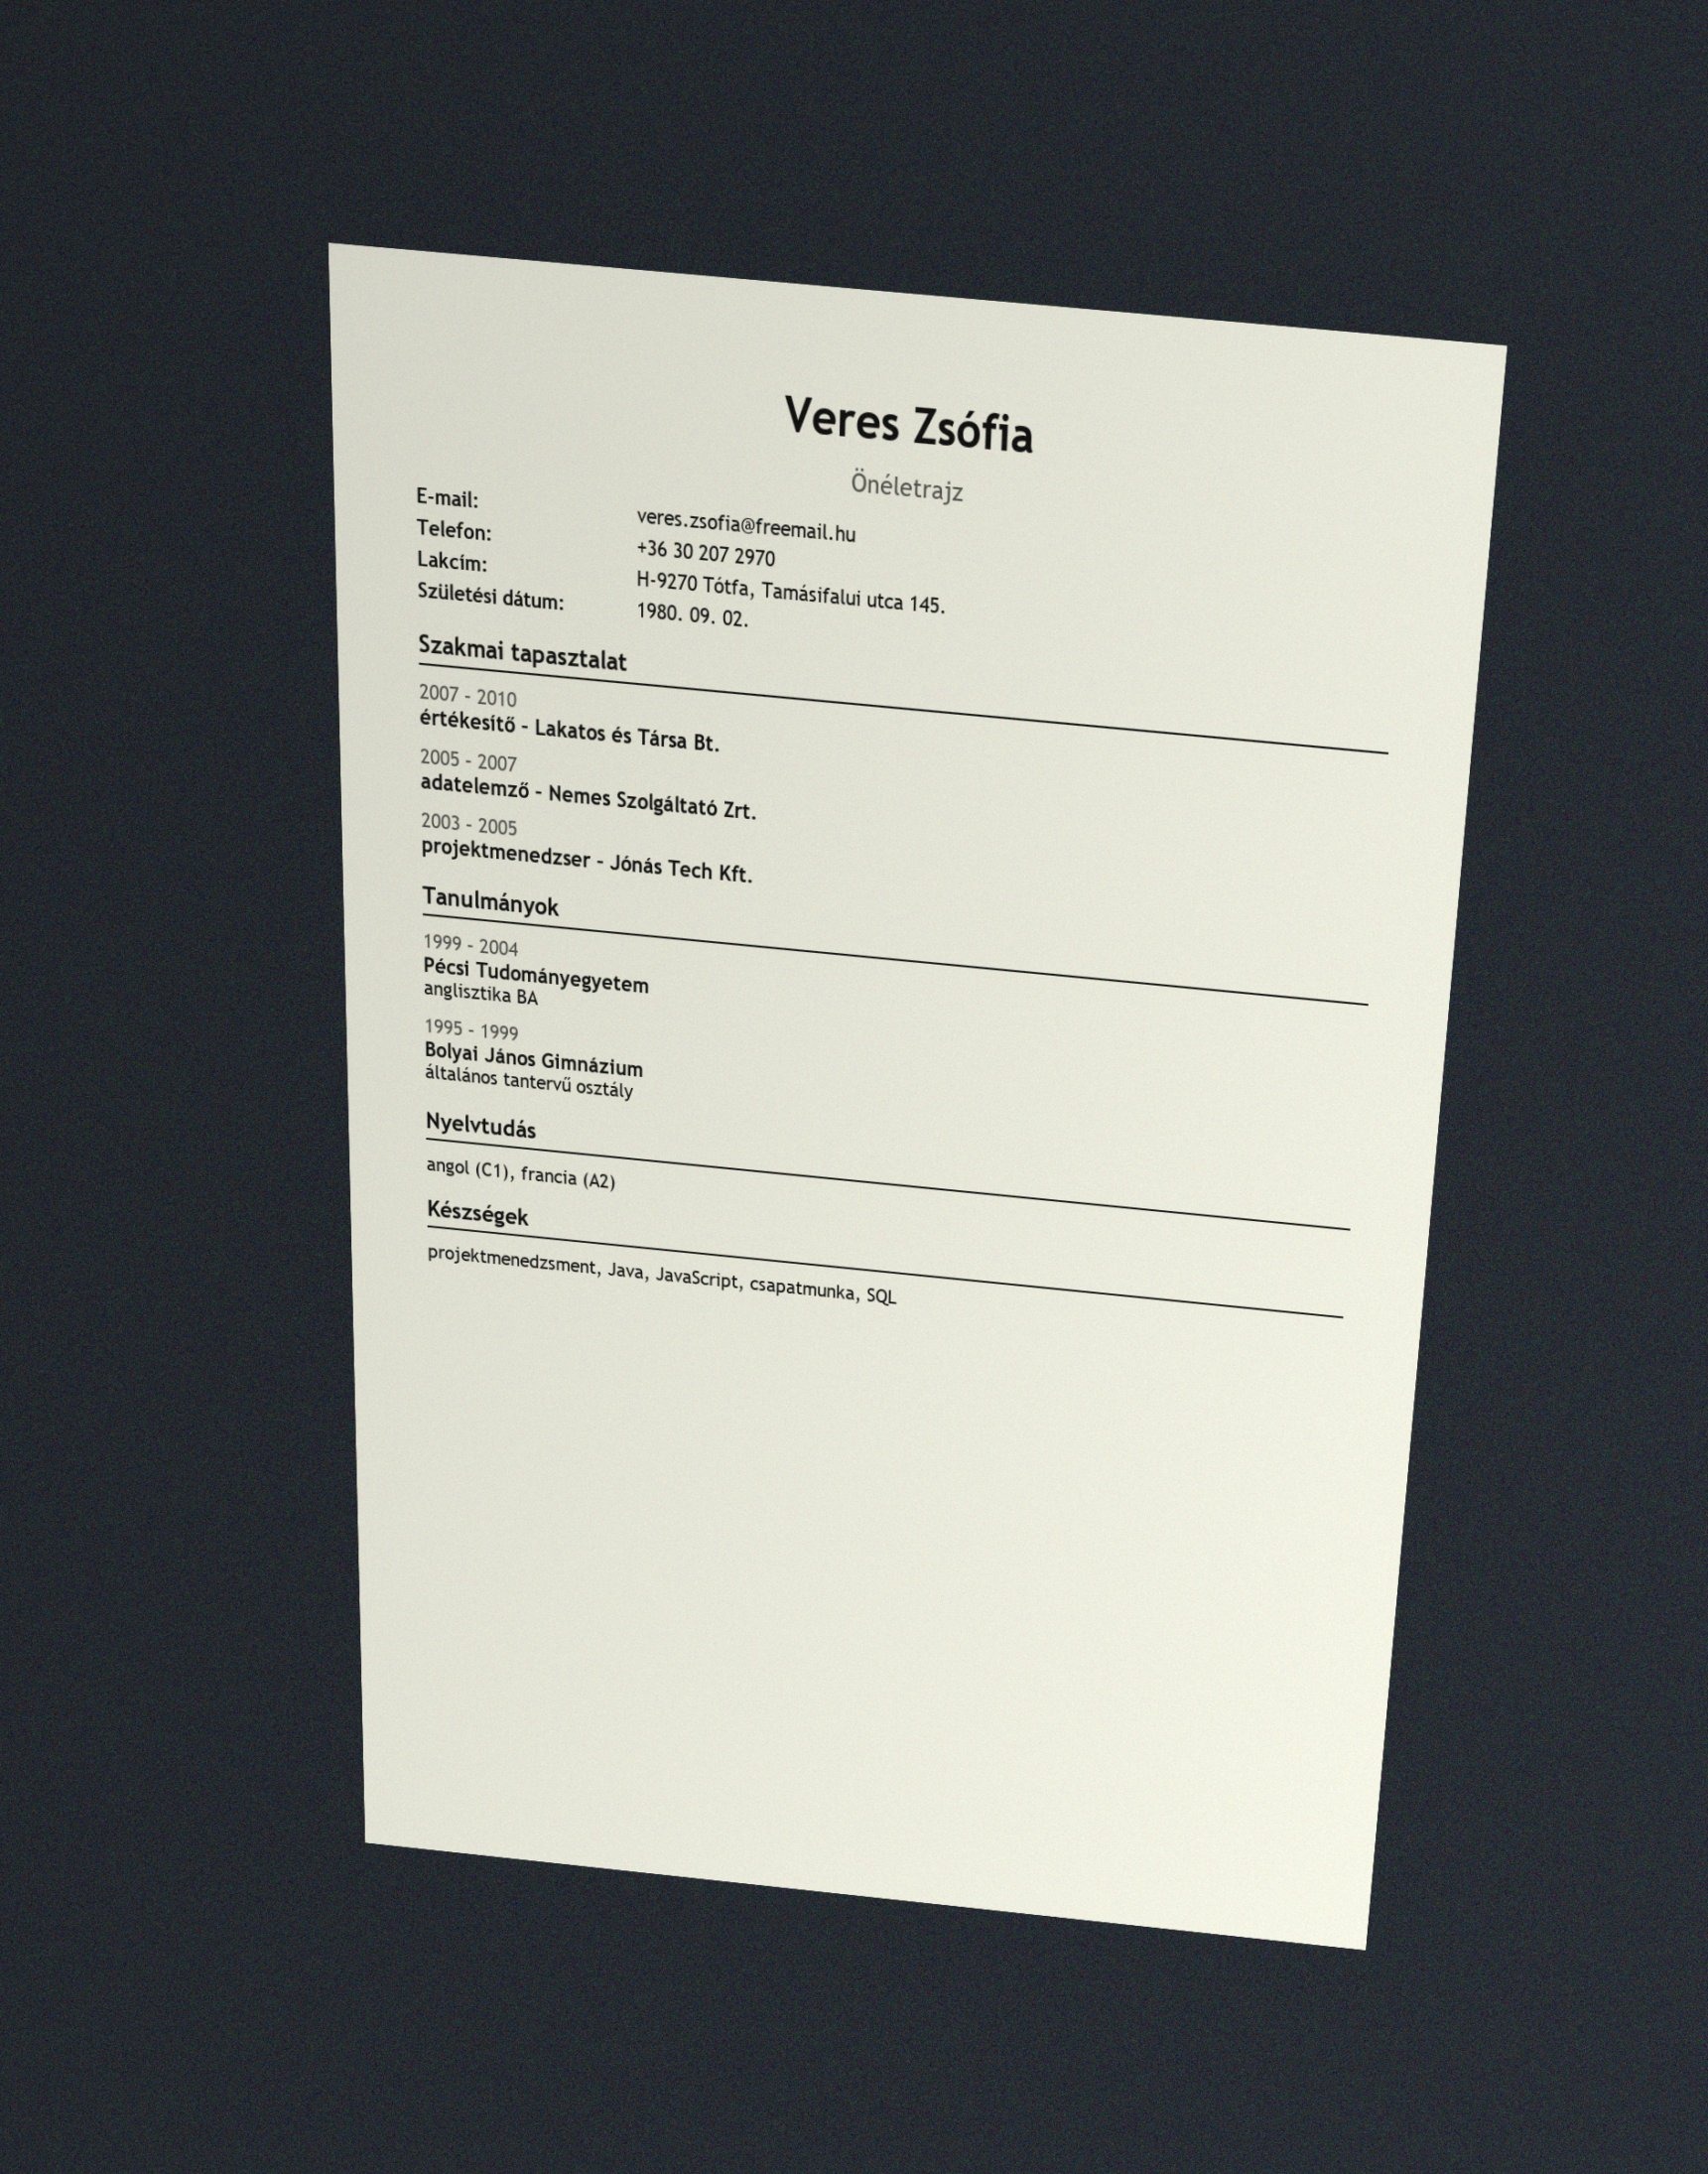 Veres Zsófia
Önéletrajz
E-mail: veres.zsofia@freemail.hu
Telefon: +36 30 207 2970
Lakcím: H-9270 Tótfa, Tamásifalui utca 145.
Születési dátum: 1980. 09. 02.
Szakmai tapasztalat
2007 - 2010
értékesítő - Lakatos és Társa Bt.
2005 - 2007
adatelemző - Nemes Szolgáltató Zrt.
2003 - 2005
projektmenedzser - Jónás Tech Kft.
Tanulmányok
1999 - 2004
Pécsi Tudományegyetem
anglisztika BA
1995 - 1999
Bolyai János Gimnázium
általános tantervű osztály
Nyelvtudás
angol (C1), francia (A2)
Készségek
projektmenedzsment, Java, JavaScript, csapatmunka, SQL